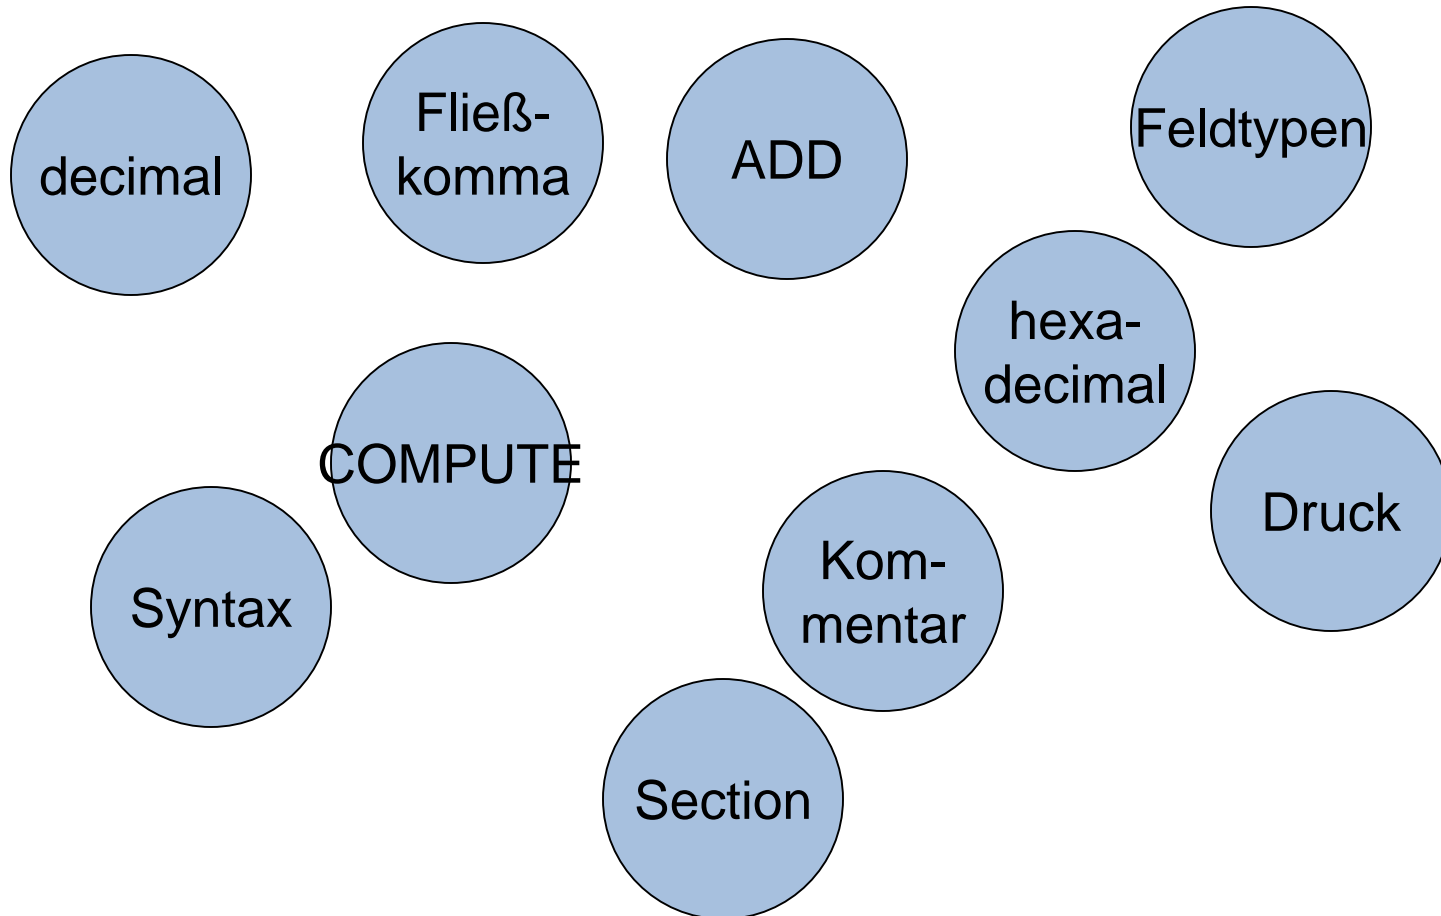 decimal
Fließ-
komma
ADD
Feldtypen
hexa-
decimal
COMPUTE
Druck
Syntax
Kom-
mentar
Section